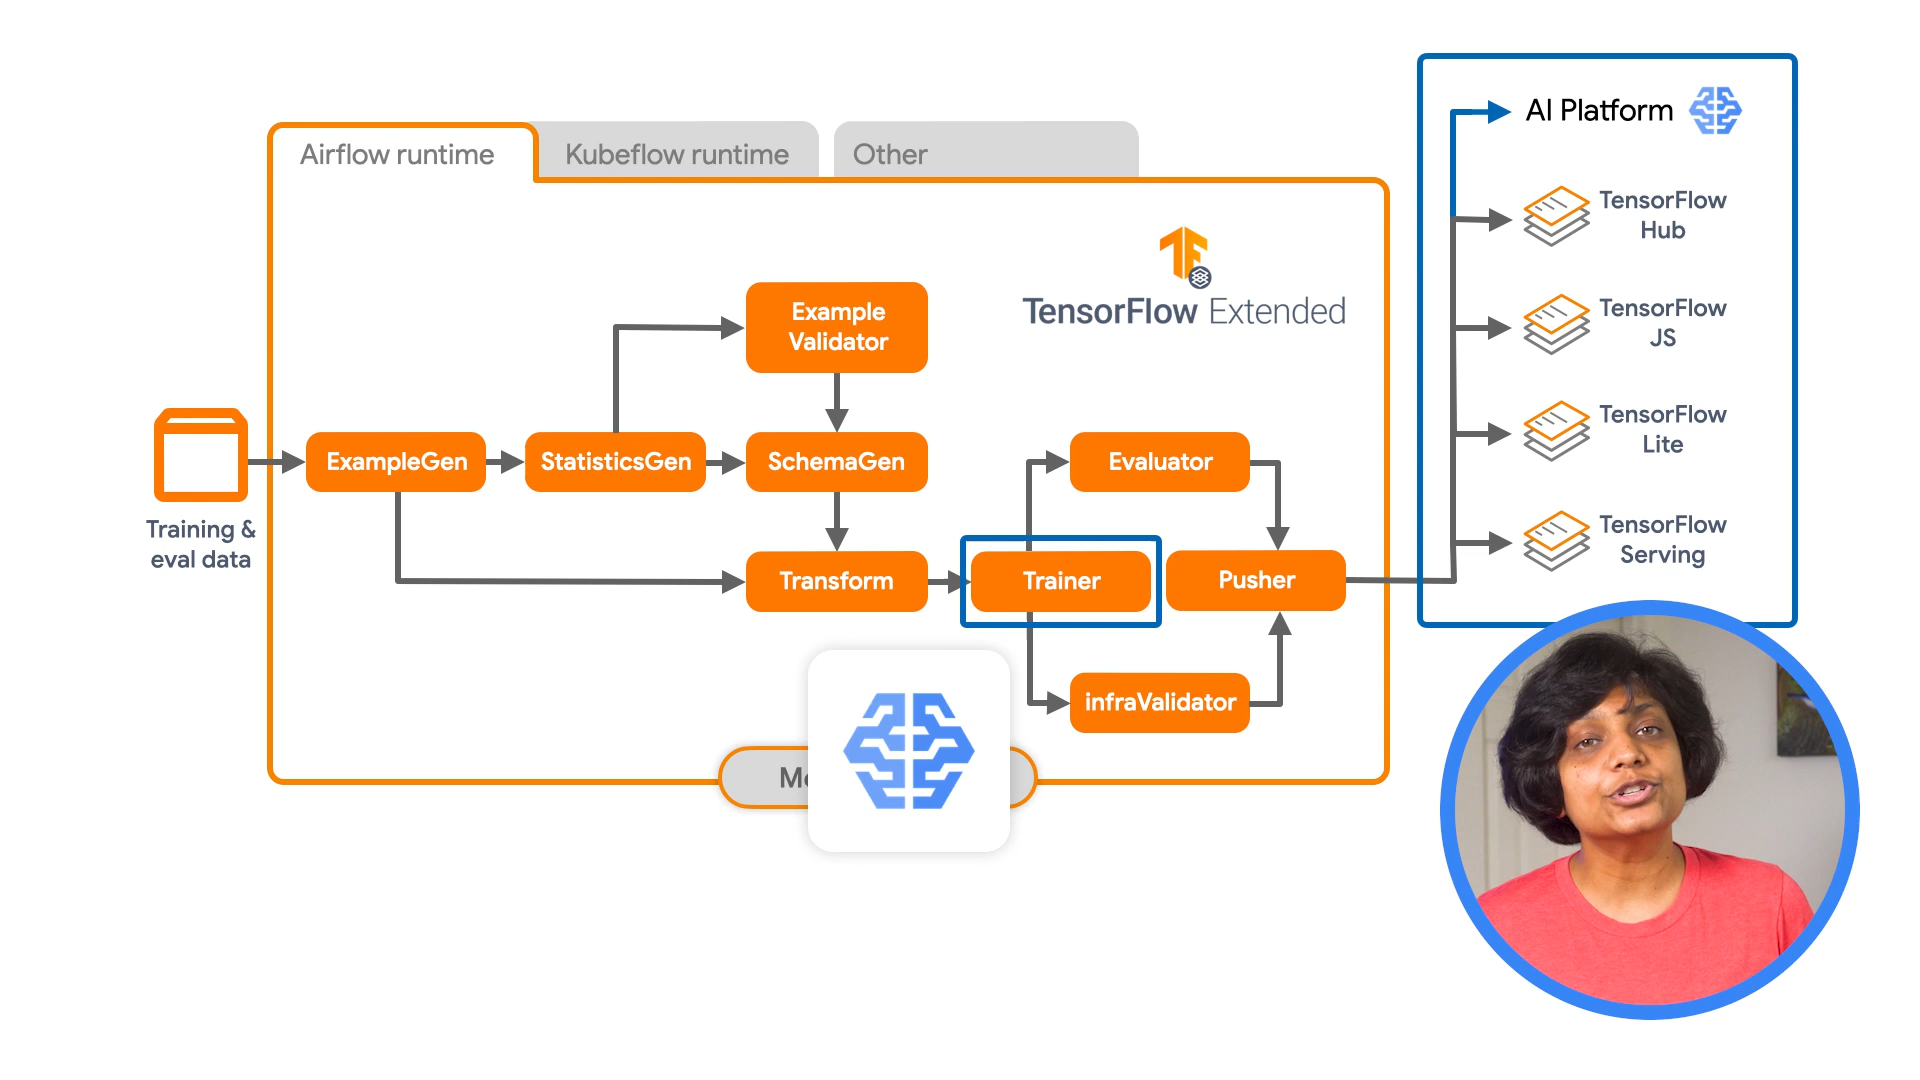 Airflow runtime
Kubeflow runtime
Other
TensorFlow Extended
Training &
eval data
ExampleGen
StatisticsGen
Example
Validator
SchemaGen
Transform
Trainer
Evaluator
infraValidator
Pusher
AI Platform
TensorFlow
Hub
TensorFlow
JS
TensorFlow
Lite
TensorFlow
Serving